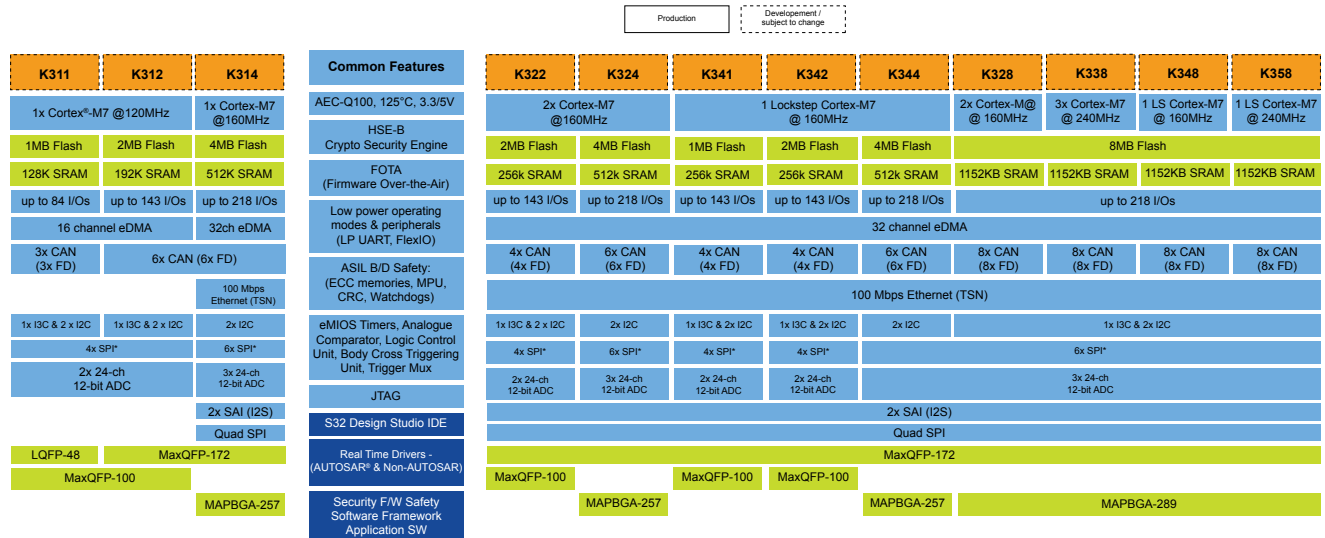 Production
Developement /
subject to change
K311
K312
K314
Common Features
K322
K324
K341
K342
K344
K328
K338
K348
K358
1x Cortex®-M7 @120MHz
1x Cortex-M7
@160MHz
AEC-Q100, 125°C, 3.3/5V
2x Cortex-M7
@160MHz
1 Lockstep Cortex-M7
@ 160MHz
2x Cortex-M@
@ 160MHz
3x Cortex-M7
@ 240MHz
1 LS Cortex-M7
@ 160MHz
1 LS Cortex-M7
@ 240MHz
HSE-B
Crypto Security Engine
1MB Flash
2MB Flash
4MB Flash
2MB Flash
4MB Flash
1MB Flash
2MB Flash
4MB Flash
8MB Flash
128K SRAM
192K SRAM
512K SRAM
FOTA
(Firmware Over-the-Air)
256k SRAM
512k SRAM
256k SRAM
256k SRAM
512k SRAM
1152KB SRAM
1152KB SRAM
1152KB SRAM
1152KB SRAM
up to 84 I/Os
up to 143 I/Os
up to 218 I/Os
up to 143 I/Os
up to 218 I/Os
up to 143 I/Os
up to 143 I/Os
up to 218 I/Os
up to 218 I/Os
Low power operating
modes & peripherals
(LP UART, FlexIO)
16 channel eDMA
32ch eDMA
32 channel eDMA
3x CAN
(3x FD)
6x CAN (6x FD)
4x CAN
(4x FD)
6x CAN
(6x FD)
4x CAN
(4x FD)
4x CAN
(4x FD)
6x CAN
(6x FD)
8x CAN
(8x FD)
8x CAN
(8x FD)
8x CAN
(8x FD)
8x CAN
(8x FD)
ASIL B/D Safety:
(ECC memories, MPU,
CRC, Watchdogs)
100 Mbps
Ethernet (TSN)
100 Mbps Ethernet (TSN)
1x I3C & 2 x I2C
1x I3C & 2x I2C
2x I2C
eMIOS Timers, Analogue
Comparator, Logic Control
Unit, Body Cross Triggering
Unit, Trigger Mux
1x I3C & 2 x I2C
2x I2C
1x I3C & 2x I2C
1x I3C & 2x I2C
2x I2C
1x I3C & 2x I2C
4x SPI*
6x SPI*
4x SPI*
6x SPI*
4x SPI*
4x SPI*
6x SPI*
2x 24-ch
12-bit ADC
3x 24-ch
12-bit ADC
2x 24-ch
12-bit ADC
3x 24-ch
12-bit ADC
2x 24-ch
12-bit ADC
2x 24-ch
12-bit ADC
3x 24-ch
12-bit ADC
JTAG
2x SAI (I2S)
2x SAI (I2S)
S32 Design Studio IDE
Quad SPI
Quad SPI
LQFP-48
MaxQFP-172
Real Time Drivers -
(AUTOSAR® & Non-AUTOSAR)
MaxQFP-172
MaxQFP-100
MaxQFP-100
MaxQFP-100
MaxQFP-100
MAPBGA-257
Security F/W Safety
Software Framework
Application SW
MAPBGA-257
MAPBGA-257
MAPBGA-289